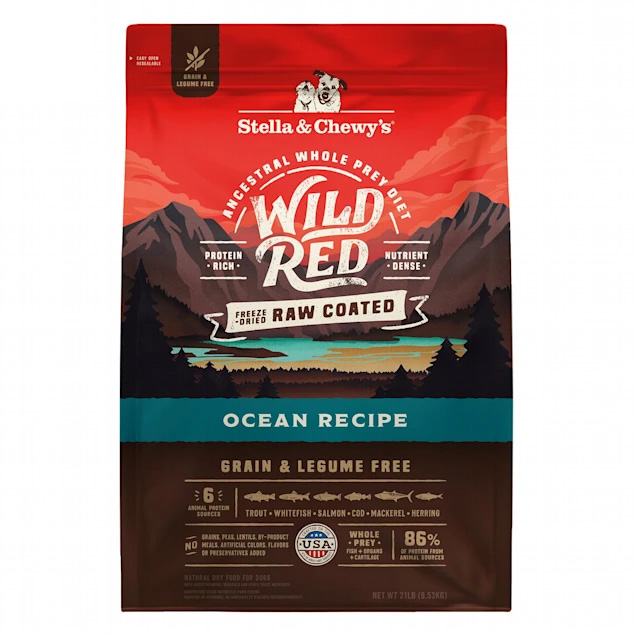 EASY OPEN
RESEALABLE
GRAIN &
LEGUME FREE
Stella & Chewy's®
ANCESTRAL WHOLE PREY DIET
WILD
RED
PROTEIN
• RICH •
NUTRIENT
• DENSE •
FREEZE
-DRIED RAW COATED
OCEAN RECIPE
GRAIN & LEGUME FREE
6
ANIMAL PROTEIN
SOURCES
TROUT • WHITEFISH • SALMON • COD • MACKEREL • HERRING
NO GRAINS, PEAS, LENTILS, BY-PRODUCT
MEALS, ARTIFICIAL COLORS, FLAVORS
OR PRESERVATIVES ADDED
USA
WHOLE
• PREY •
FISH + ORGANS
+ CARTILAGE
86%
OF PROTEIN FROM
ANIMAL SOURCES
NATURAL DRY FOOD FOR DOGS
NET WT 21LB (9.53KG)